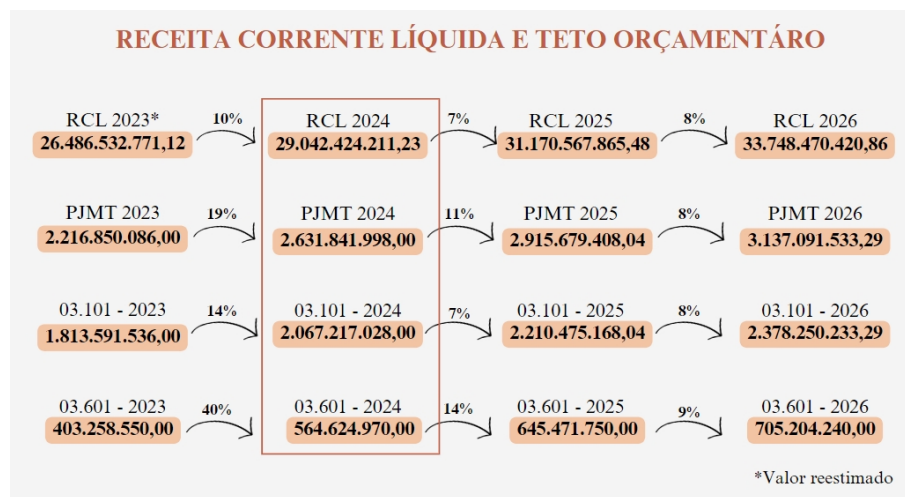 RECEITA CORRENTE LÍQUIDA E TETO ORÇAMENTÁRO
RCL 2023* 10% RCL 2024 7% RCL 2025 8% RCL 2026
26.486.532.771,12 29.042.424.211,23 31.170.567.865,48 33.748.470.420,86
PJMT 2023 19% PJMT 2024 11% PJMT 2025 8% PJMT 2026
2.216.850.086,00 2.631.841.998,00 2.915.679.408,04 3.137.091.533,29
03.101 - 2023 14% 03.101 - 2024 7% 03.101 - 2025 8% 03.101 - 2026
1.813.591.536,00 2.067.217.028,00 2.210.475.168,04 2.378.250.233,29
03.601 - 2023 40% 03.601 - 2024 14% 03.601 - 2025 9% 03.601 - 2026
403.258.550,00 564.624.970,00 645.471.750,00 705.204.240,00
*Valor reestimado